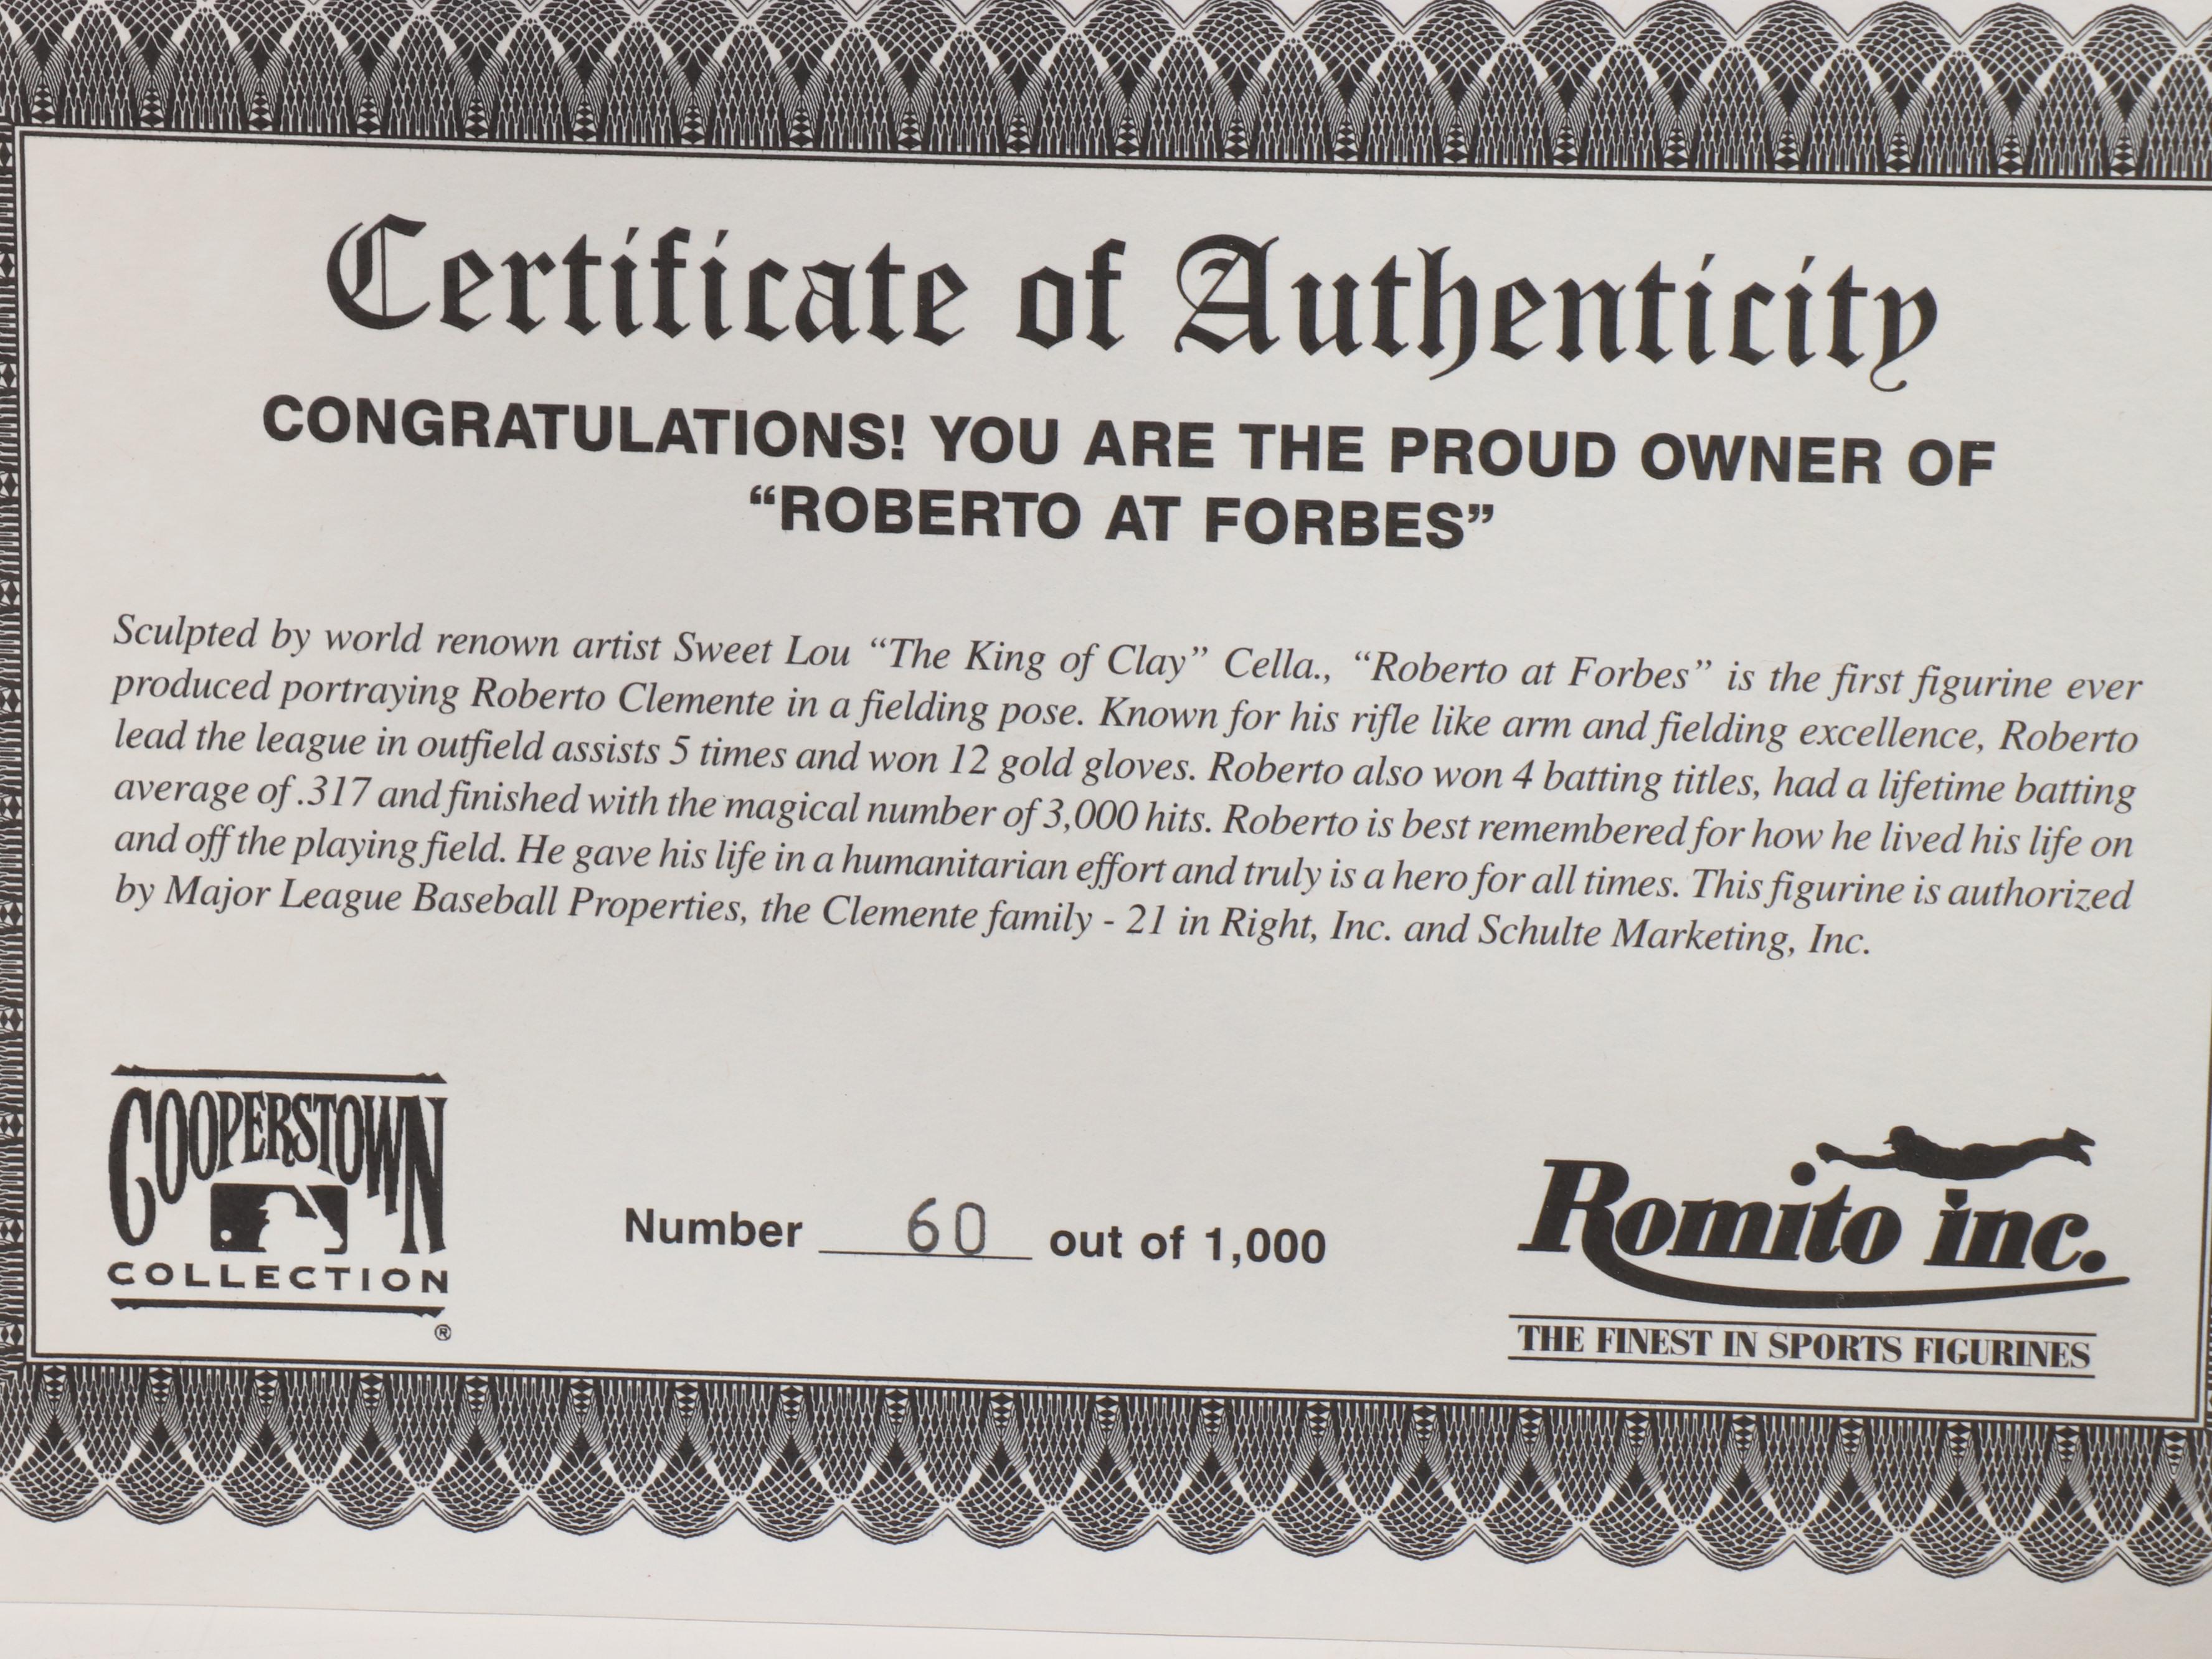 Certificate of Authenticity
CONGRATULATIONS! YOU ARE THE PROUD OWNER OF
“ROBERTO AT FORBES”
Sculpted by world renown artist Sweet Lou “The King of Clay” Cella., “Roberto at Forbes” is the first figurine ever
produced portraying Roberto Clemente in a fielding pose. Known for his rifle like arm and fielding excellence, Roberto
lead the league in outfield assists 5 times and won 12 gold gloves. Roberto also won 4 batting titles, had a lifetime batting
average of .317 and finished with the magical number of 3,000 hits. Roberto is best remembered for how he lived his life on
and off the playing field. He gave his life in a humanitarian effort and truly is a hero for all times. This figurine is authorized
by Major League Baseball Properties, the Clemente family - 21 in Right, Inc. and Schulte Marketing, Inc.
COOPERSTOWN
COLLECTION
®
Number 60 out of 1,000
Romito inc.
THE FINEST IN SPORTS FIGURINES